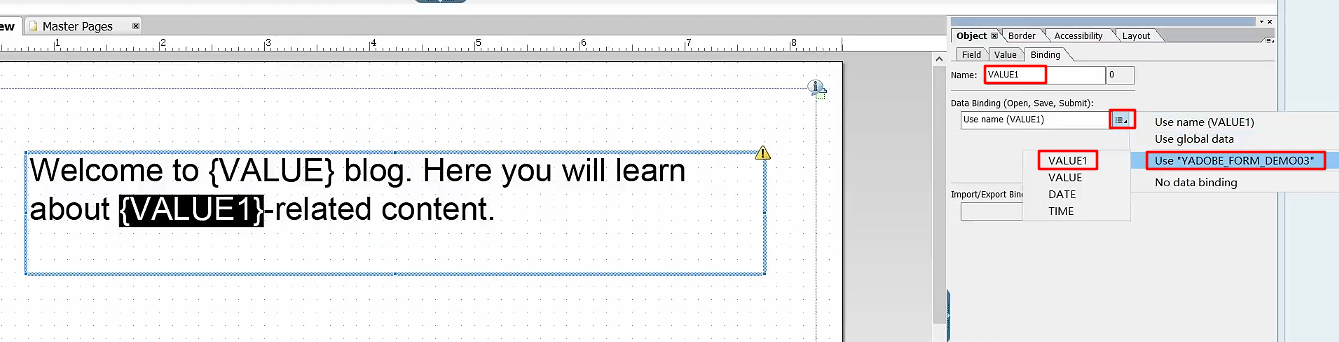 ew
Master Pages
1 2 3 4 5 6 7 8
Welcome to {VALUE} blog. Here you will learn
about {VALUE1}-related content.
Object Border Accessibility Layout
Field Value Binding
Name: VALUE1 0
Data Binding (Open, Save, Submit):
Use name (VALUE1)
Use name (VALUE1)
Use global data
Use "YADOBE_FORM_DEMO03"
No data binding
VALUE1
VALUE
DATE
TIME
Import/Export Bin